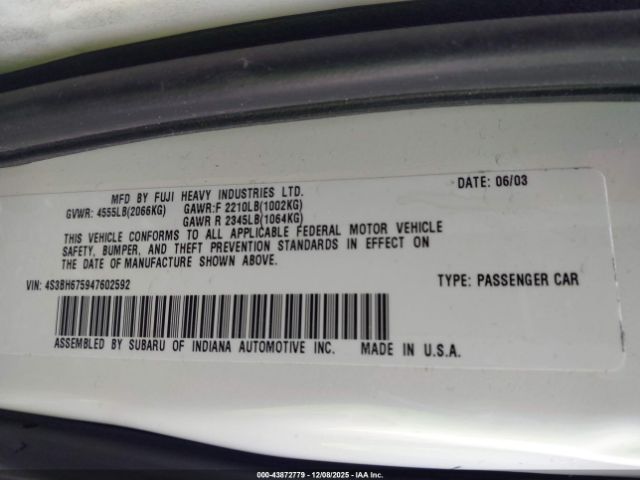 MFD BY FUJI HEAVY INDUSTRIES LTD. DATE: 06/03
GVWR: 4555LB(2066KG) GAWR:F 2210LB(1002KG)
GAWR R 2345LB(1064KG)
THIS VEHICLE CONFORMS TO ALL APPLICABLE FEDERAL MOTOR VEHICLE
SAFETY, BUMPER, AND THEFT PREVENTION STANDARDS IN EFFECT ON
THE DATE OF MANUFACTURE SHOWN ABOVE.
VIN: 4S3BH675947602592 TYPE: PASSENGER CAR
ASSEMBLED BY SUBARU OF INDIANA AUTOMOTIVE INC. MADE IN U.S.A.
000-43872779 - 12/08/2025 - IAA Inc.